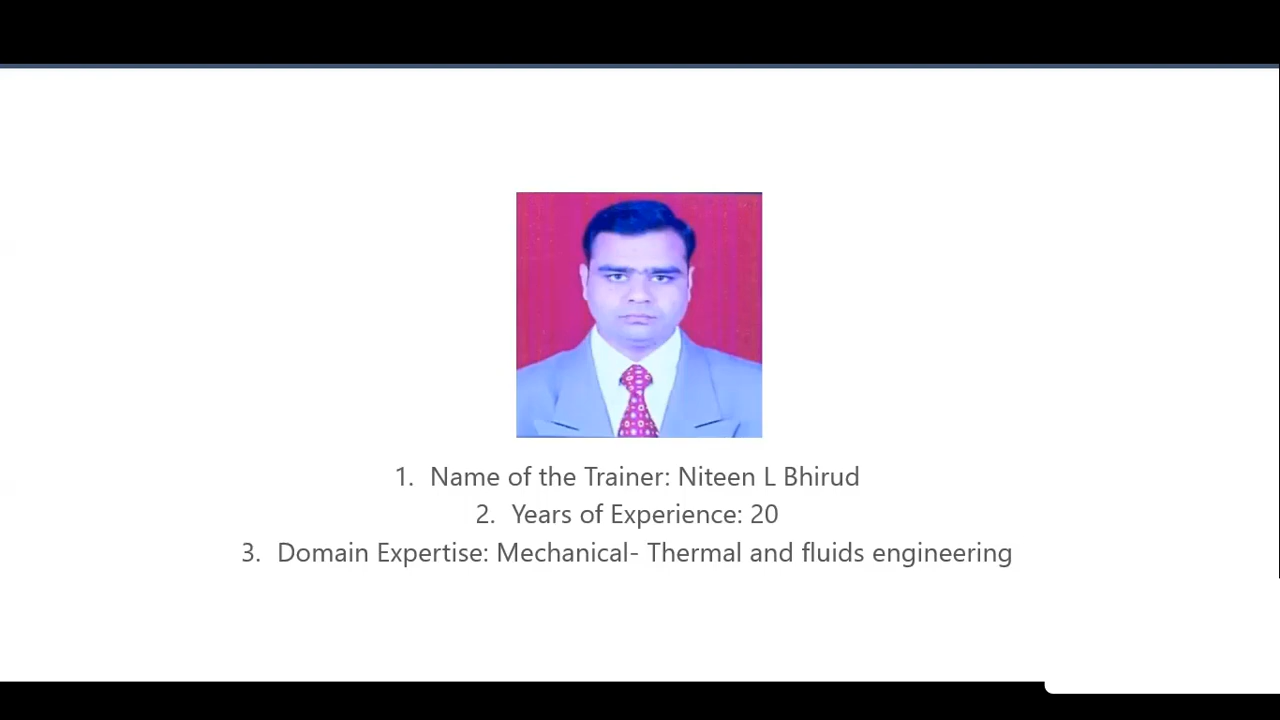 1. Name of the Trainer: Niteen L Bhirud
2. Years of Experience: 20
3. Domain Expertise: Mechanical- Thermal and fluids engineering